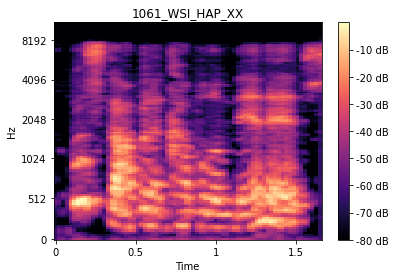 1061_WSI_HAP_XX
8192
4096
2048
1024
512
0
Hz
0
0.5
1
1.5
Time
-10 dB
-20 dB
-30 dB
-40 dB
-50 dB
-60 dB
-70 dB
-80 dB